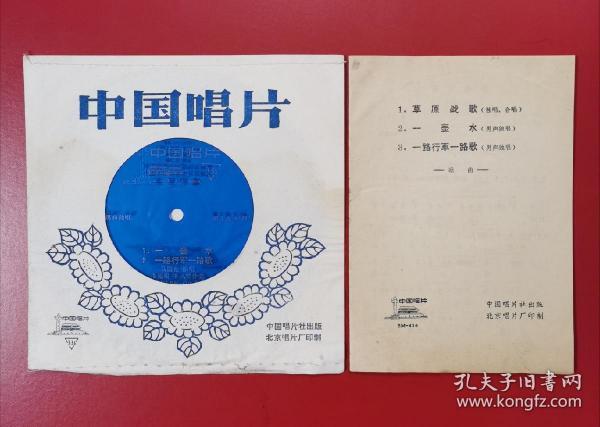 中国唱片
中国唱片
1. 一壶水
2. 一路行军一路歌
中国唱片社出版
北京唱片厂印制
1. 草原战歌（独唱、合唱）
2. 一壶水（男声独唱）
3. 一路行军一路歌（男声独唱）
— 歌曲 —
中国唱片
BM-414
中国唱片社出版
北京唱片厂印制
孔夫子旧书网
www.kongfz.com